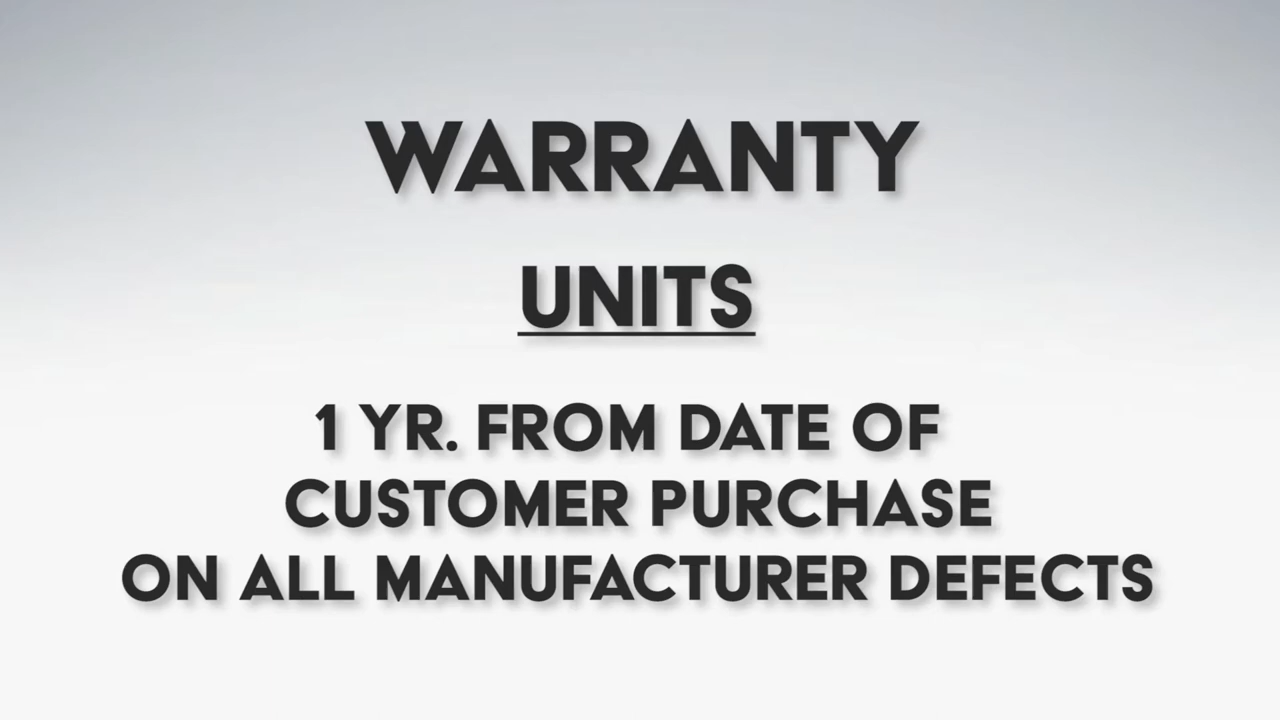 WARRANTY
UNITS
1 YR. FROM DATE OF
CUSTOMER PURCHASE
ON ALL MANUFACTURER DEFECTS